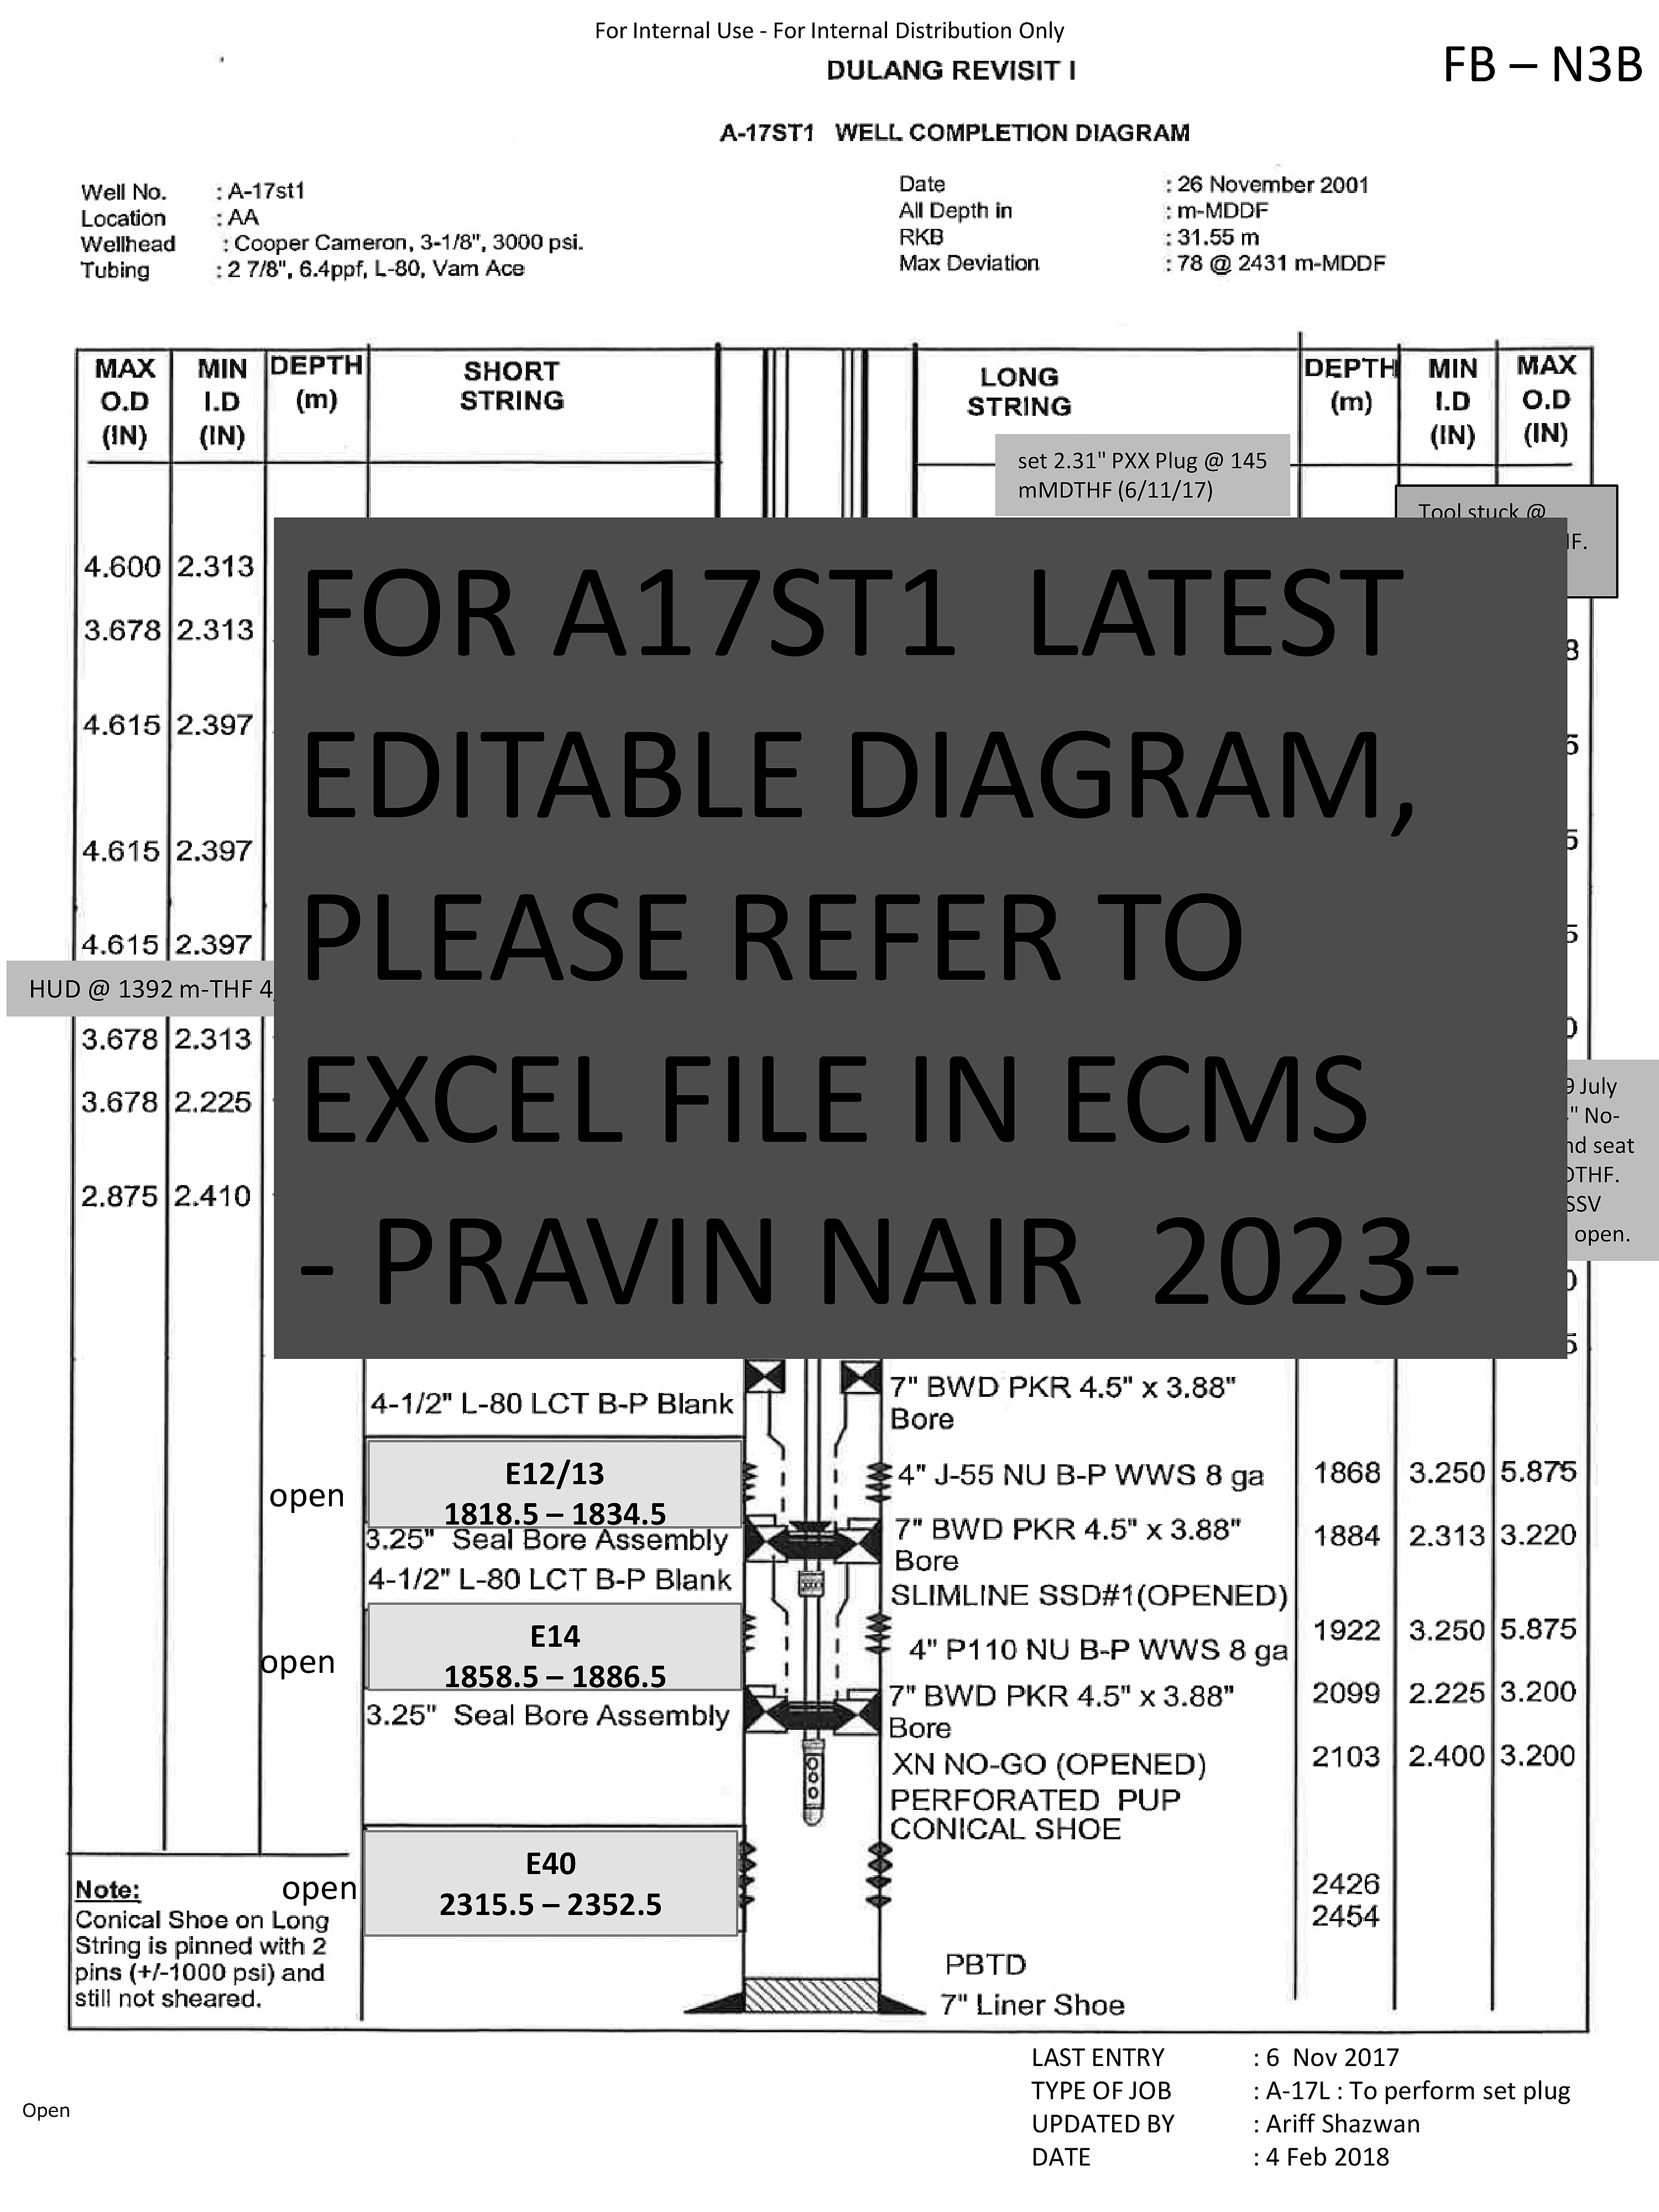 For Internal Use - For Internal Distribution Only
DULANG REVISIT I
FB – N3B
A-17ST1 WELL COMPLETION DIAGRAM
Well No. : A-17st1
Location : AA
Wellhead : Cooper Cameron, 3-1/8", 3000 psi.
Tubing : 2 7/8", 6.4ppf, L-80, Vam Ace
Date : 26 November 2001
All Depth in : m-MDDF
RKB : 31.55 m
Max Deviation : 78 @ 2431 m-MDDF
MAX O.D (IN)
MIN I.D (IN)
DEPTH (m)
SHORT STRING
LONG STRING
DEPTH (m)
MIN I.D (IN)
MAX O.D (IN)
set 2.31" PXX Plug @ 145
mMDTHF (6/11/17)
Tool stuck @
4.600 2.313
3.678 2.313
4.615 2.397
4.615 2.397
4.615 2.397
HUD @ 1392 m-THF 4
3.678 2.313
3.678 2.225
2.875 2.410
FOR A17ST1 LATEST
EDITABLE DIAGRAM,
PLEASE REFER TO
EXCEL FILE IN ECMS
- PRAVIN NAIR 2023-
July
" No-
seat
SSV
open.
4-1/2" L-80 LCT B-P Blank
7" BWD PKR 4.5" x 3.88"
Bore
open
E12/13
1818.5 – 1834.5
4" J-55 NU B-P WWS 8 ga 1868 3.250 5.875
3.25" Seal Bore Assembly
7" BWD PKR 4.5" x 3.88" 1884 2.313 3.220
Bore
4-1/2" L-80 LCT B-P Blank
SLIMLINE SSD#1(OPENED)
open
E14
1858.5 – 1886.5
4" P110 NU B-P WWS 8 ga 1922 3.250 5.875
3.25" Seal Bore Assembly
7" BWD PKR 4.5" x 3.88" 2099 2.225 3.200
Bore
XN NO-GO (OPENED) 2103 2.400 3.200
PERFORATED PUP
CONICAL SHOE
open
E40
2315.5 – 2352.5
2426
2454
Note:
Conical Shoe on Long
String is pinned with 2
pins (+/-1000 psi) and
still not sheared.
PBTD
7" Liner Shoe
LAST ENTRY : 6 Nov 2017
TYPE OF JOB : A-17L : To perform set plug
UPDATED BY : Ariff Shazwan
DATE : 4 Feb 2018
Open